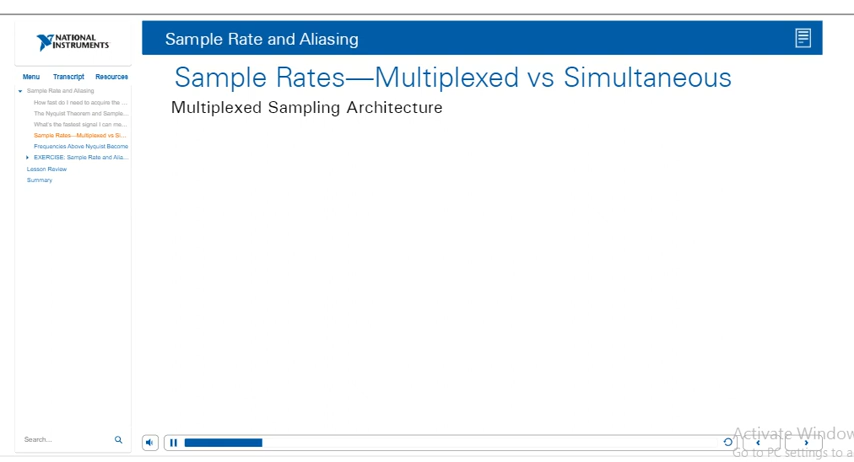 NATIONAL
INSTRUMENTS
Sample Rate and Aliasing
Menu Transcript Resources
Sample Rate and Aliasing
How fast do I need to acquire the ...
The Nyquist Theorem and Sample...
What's the fastest signal I can me...
Sample Rates—Multiplexed vs Si...
Frequencies Above Nyquist Become
EXERCISE: Sample Rate and Alia...
Lesson Review
Summary
Sample Rates—Multiplexed vs Simultaneous
Multiplexed Sampling Architecture
Search...
Activate Window
Go to PC settings to a